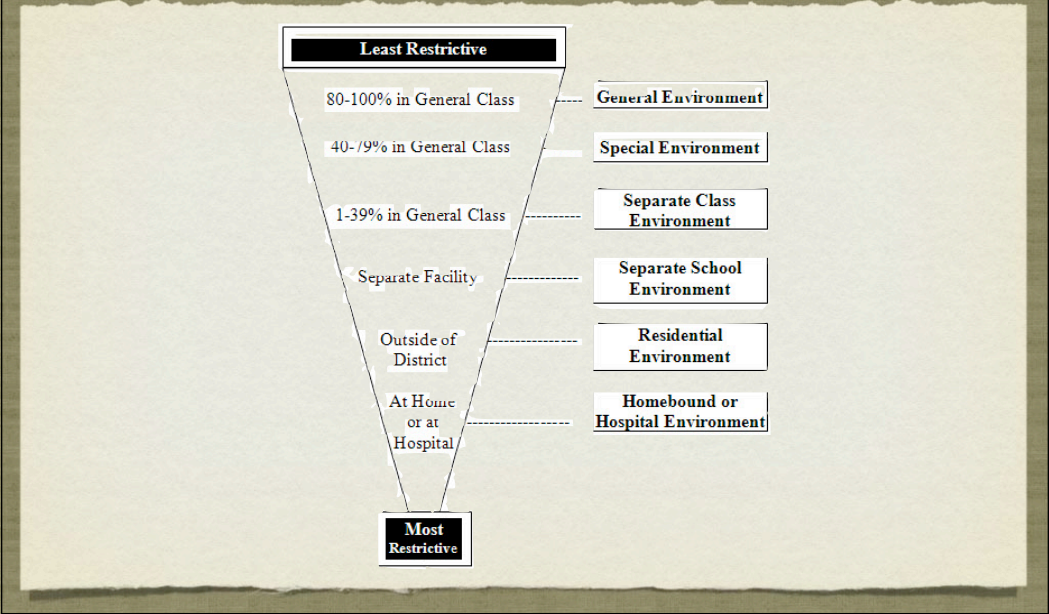 Least Restrictive
80-100% in General Class
General Environment
40-79% in General Class
Special Environment
1-39% in General Class
Separate Class
Environment
Separate Facility
Separate School
Environment
Outside of
District
Residential
Environment
At Home
or at
Hospital
Homebound or
Hospital Environment
Most
Restrictive